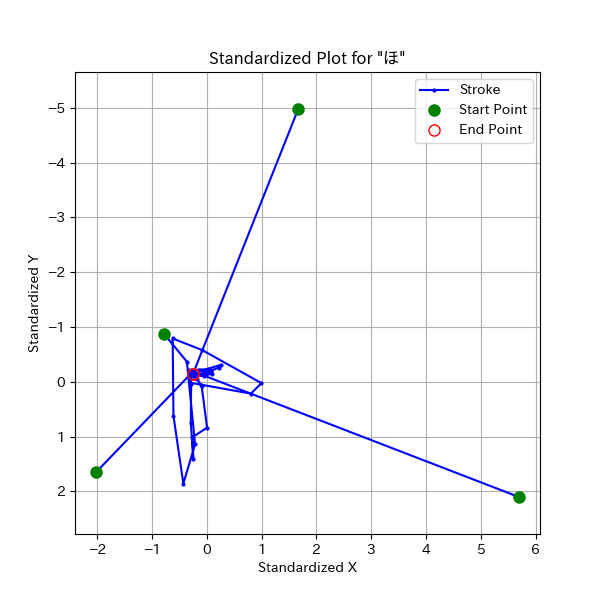 Standardized Plot for "ほ"
Stroke
Start Point
End Point
Standardized Y
−5
−4
−3
−2
−1
0
1
2
−2 −1 0 1 2 3 4 5 6
Standardized X